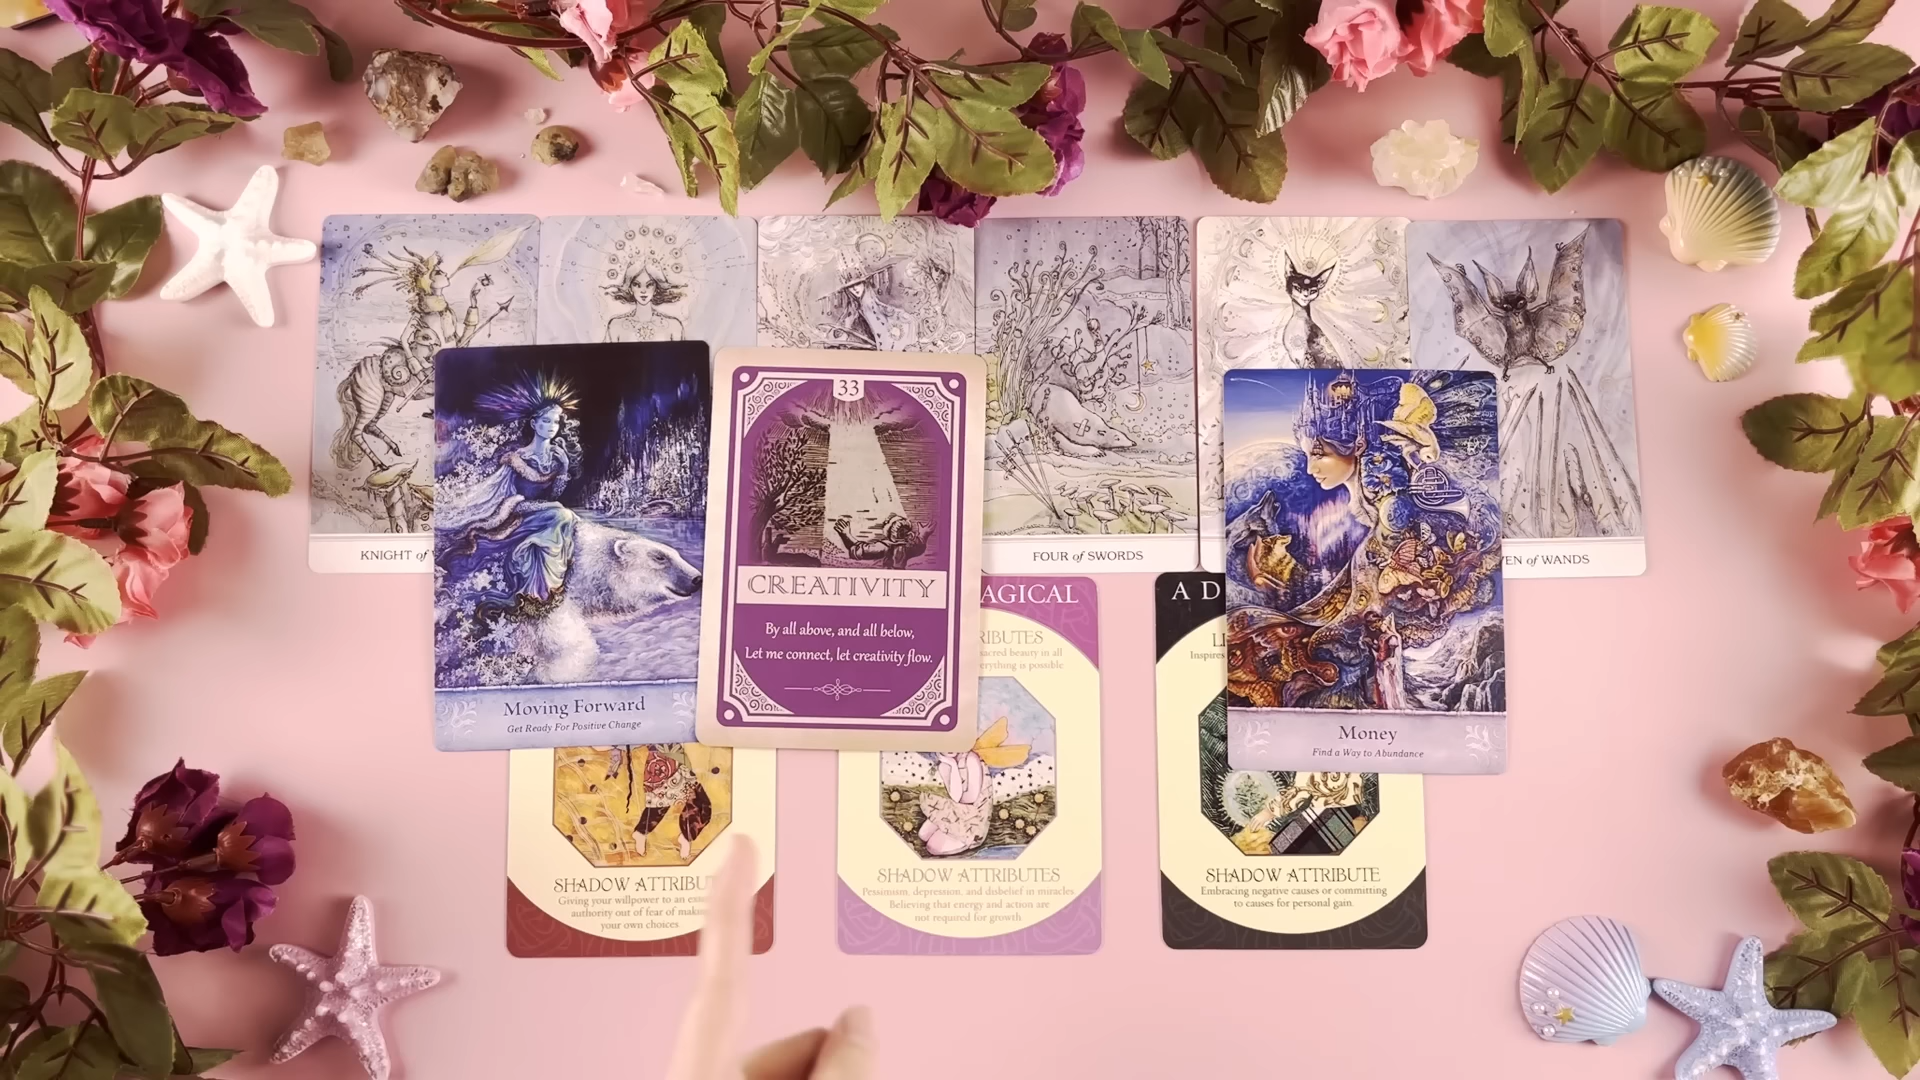 KNIGHT of
FOUR of SWORDS
EN of WANDS
Moving Forward
Get Ready For Positive Change
33
CREATIVITY
By all above, and all below,
Let me connect, let creativity flow.
Money
Find a Way to Abundance
AGICAL
RIBUTES
sacred beauty in all
erything is possible
A D
LI
Inspires
SHADOW ATTRIBUT
Giving your willpower to an
authority out of fear of
your own choices
SHADOW ATTRIBUTES
Pessimism, depression, and disbelief in miracles.
Believing that energy and action are
not required for growth.
SHADOW ATTRIBUTE
Embracing negative causes or committing
to causes for personal gain.